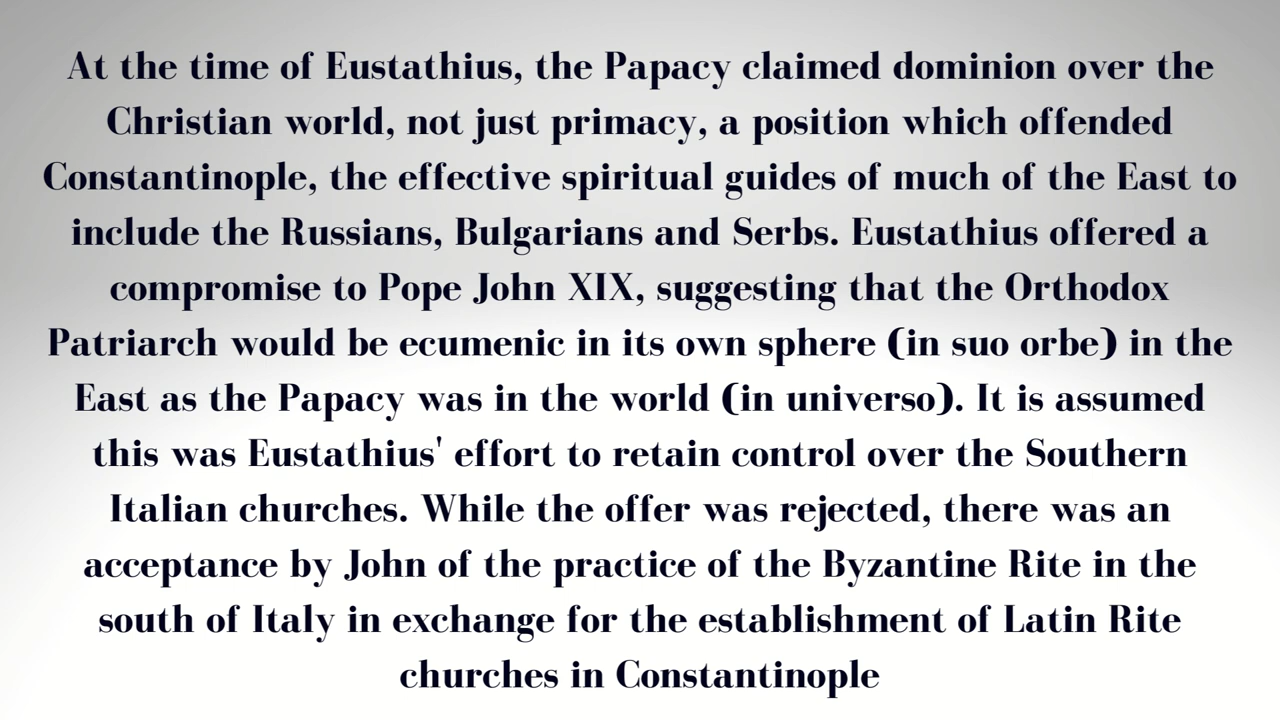 At the time of Eustathius, the Papacy claimed dominion over the
Christian world, not just primacy, a position which offended
Constantinople, the effective spiritual guides of much of the East to
include the Russians, Bulgarians and Serbs. Eustathius offered a
compromise to Pope John XIX, suggesting that the Orthodox
Patriarch would be ecumenic in its own sphere (in suo orbe) in the
East as the Papacy was in the world (in universo). It is assumed
this was Eustathius' effort to retain control over the Southern
Italian churches. While the offer was rejected, there was an
acceptance by John of the practice of the Byzantine Rite in the
south of Italy in exchange for the establishment of Latin Rite
churches in Constantinople